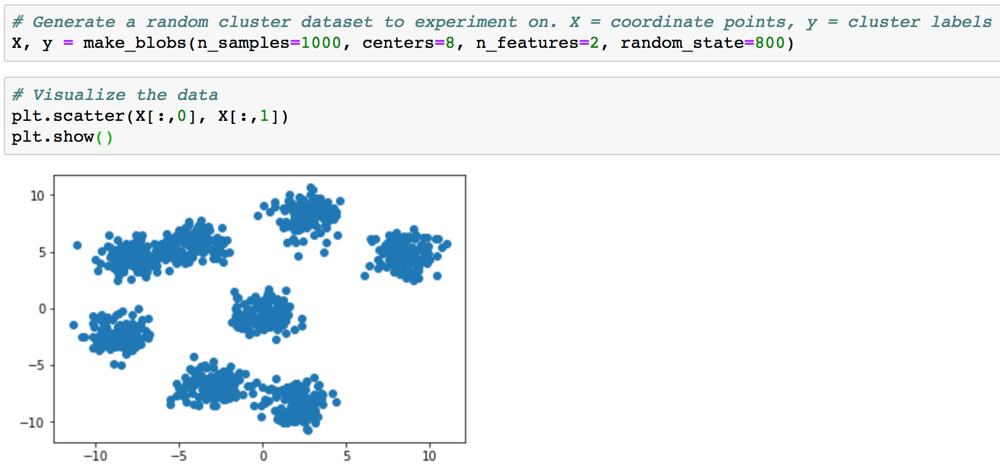 # Generate a random cluster dataset to experiment on. X = coordinate points, y = cluster labels
X, y = make_blobs(n_samples=1000, centers=8, n_features=2, random_state=800)
# Visualize the data
plt.scatter(X[:,0], X[:,1])
plt.show()
10
5
0
−5
−10
−10 −5 0 5 10